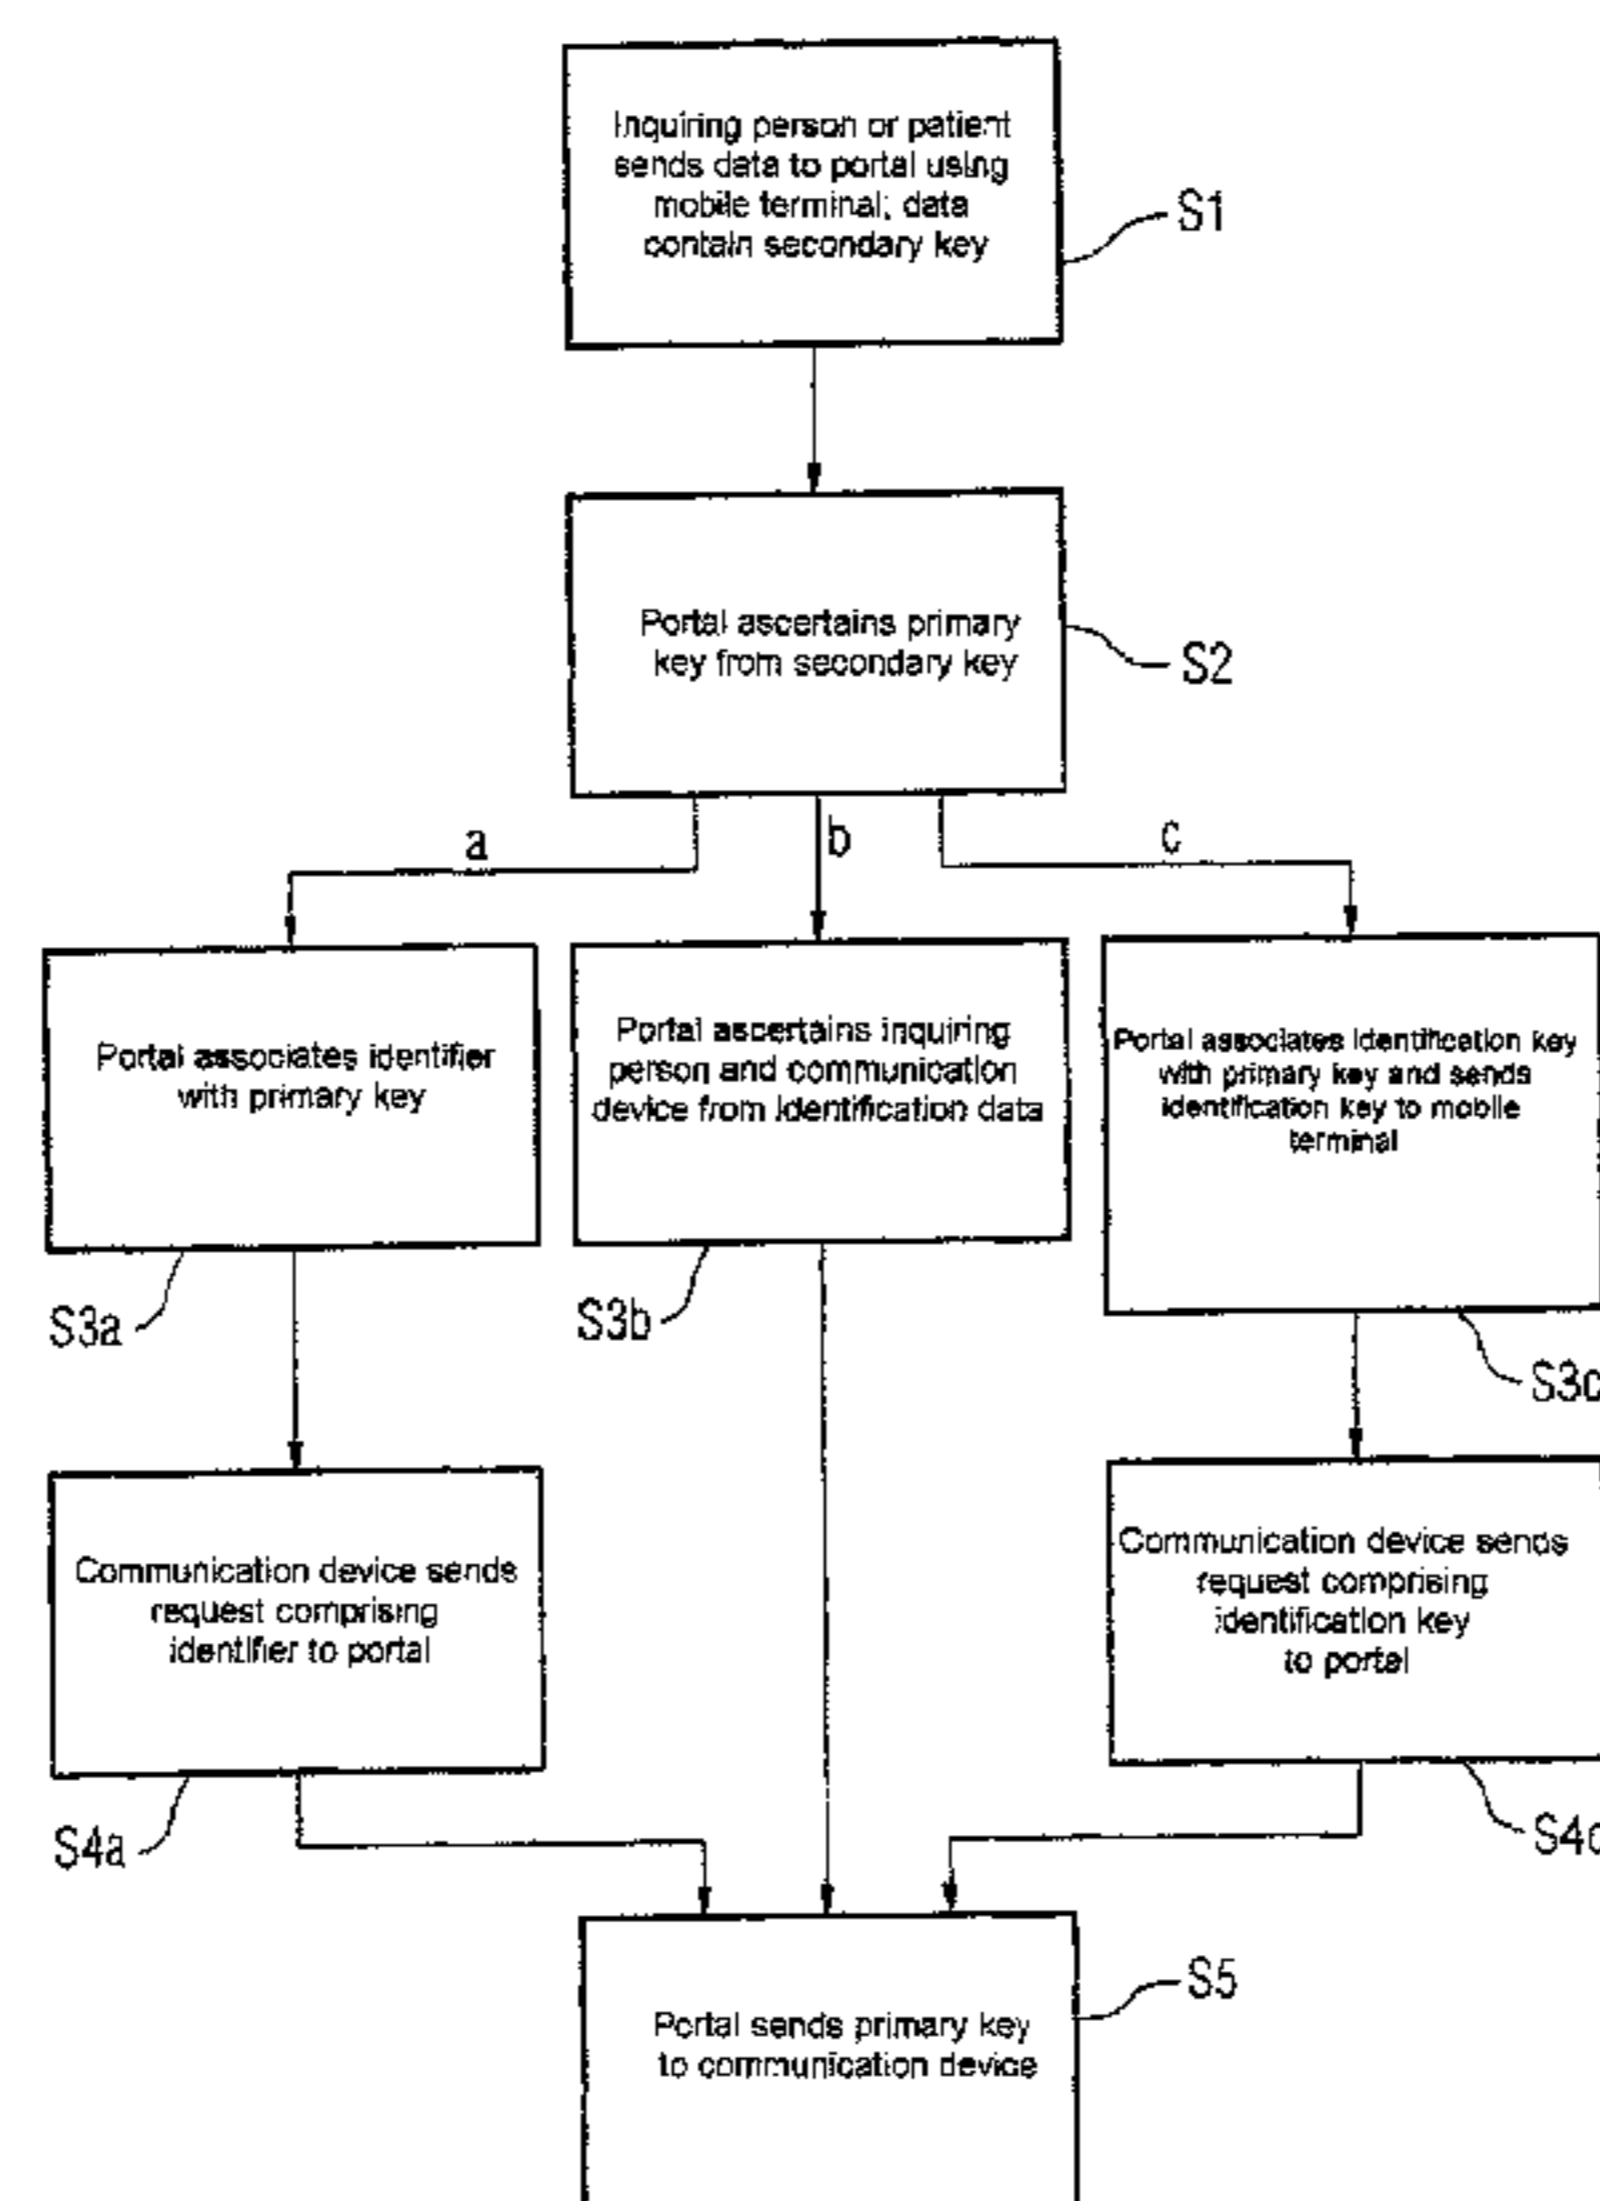 Inquiring person or patient
sends data to portal using
mobile terminal; data
contain secondary key
S1
Portal ascertains primary
key from secondary key
S2
a
b
c
Portal associates identifier
with primary key
S3a
Portal ascertains inquiring
person and communication
device from identification data
S3b
Portal associates identification key
with primary key and sends
identification key to mobile
terminal
S3c
Communication device sends
request comprising
identifier to portal
S4a
Communication device sends
request comprising
identification key
to portal
S4c
Portal sends primary key
to communication device
S5